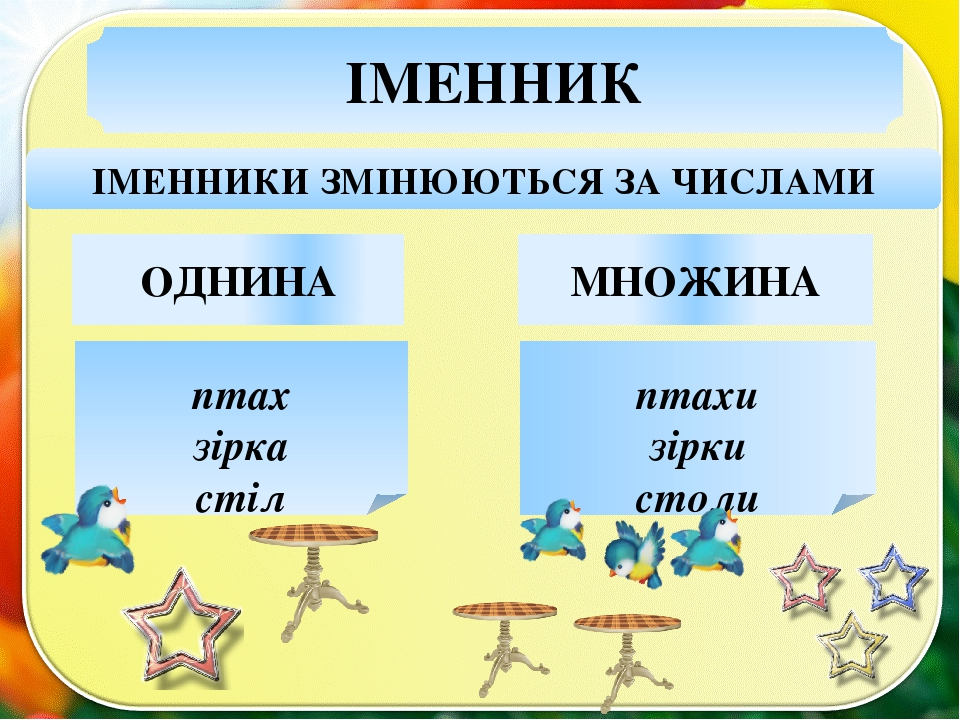 ІМЕННИК
ІМЕННИКИ ЗМІНЮЮТЬСЯ ЗА ЧИСЛАМИ
ОДНИНА
птах
зірка
стіл
МНОЖИНА
птахи
зірки
столи